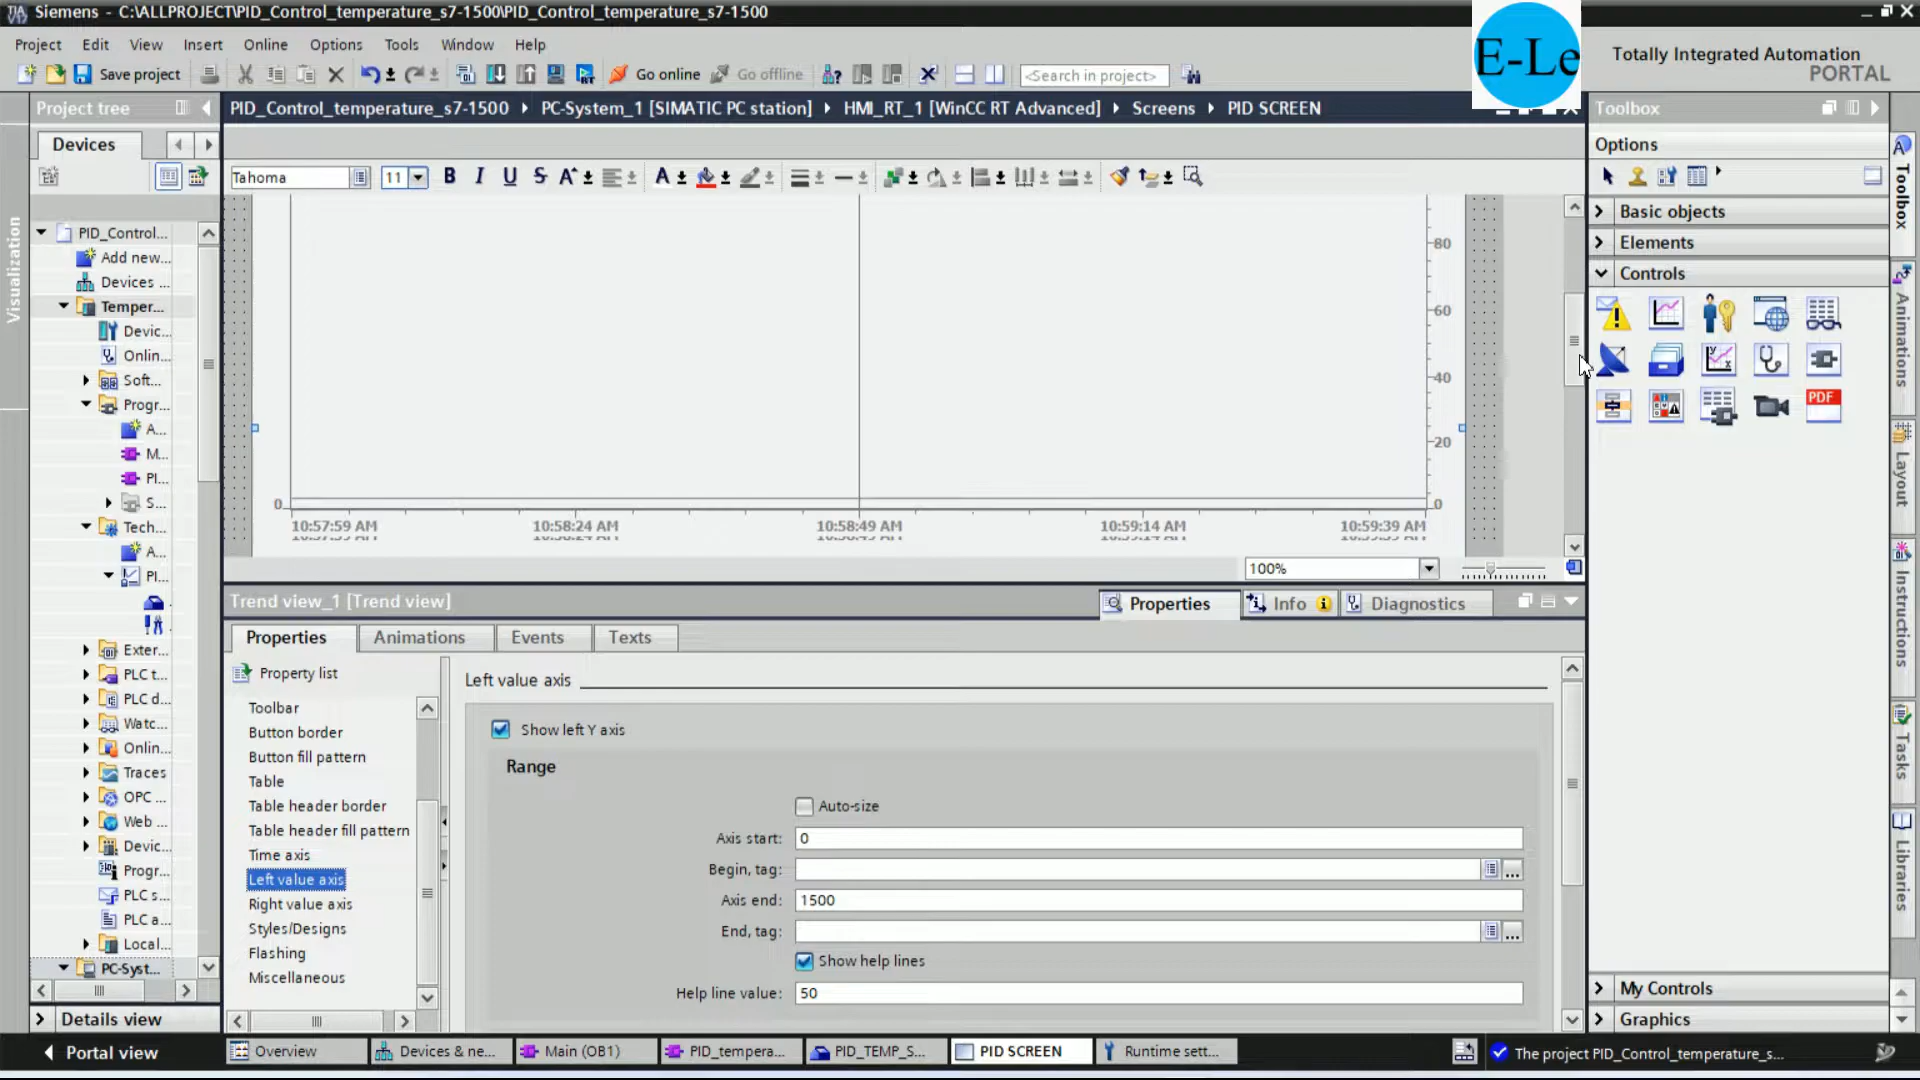 Siemens - C:\ALLPROJECT\PID_Control_temperature_s7-1500\PID_Control_temperature_s7-1500
Project Edit View Insert Online Options Tools Window Help
E-Le
Totally Integrated Automation
PORTAL
Save project
Go online
Go offline
<Search in project>
Project tree
PID_Control_temperature_s7-1500 PC-System_1 [SIMATIC PC station] HMI_RT_1 [WinCC RT Advanced] Screens PID SCREEN
Toolbox
Devices
Options
Tahoma
11
Visualization
PID_Control...
Add new...
Devices ...
Temper...
Devic...
Onlin...
Soft...
Progr...
A...
M...
PI...
S...
Tech...
A...
PI...
Exter...
PLC t...
PLC d...
Watc...
Onlin...
Traces
OPC ...
Web ...
Devic...
Progr...
PLC s...
PLC a...
Local...
PC-Syst...
Details view
80
60
40
20
0
0
10:57:59 AM 10:58:24 AM 10:58:49 AM 10:59:14 AM 10:59:39 AM
100%
Basic objects
Elements
Controls
PDF
My Controls
Graphics
Toolbox
Animations
Layout
Instructions
Tasks
Libraries
Trend view_1 [Trend view]
Properties Info Diagnostics
Properties Animations Events Texts
Property list
Toolbar
Button border
Button fill pattern
Table
Table header border
Table header fill pattern
Time axis
Left value axis
Right value axis
Styles/Designs
Flashing
Miscellaneous
Left value axis
Show left Y axis
Range
Auto-size
Axis start: 0
Begin, tag:
Axis end: 1500
End, tag:
Show help lines
Help line value: 50
Portal view
Overview
Devices & ne...
Main (OB1)
PID_tempera...
PID_TEMP_S...
PID SCREEN
Runtime sett...
The project PID_Control_temperature_s...